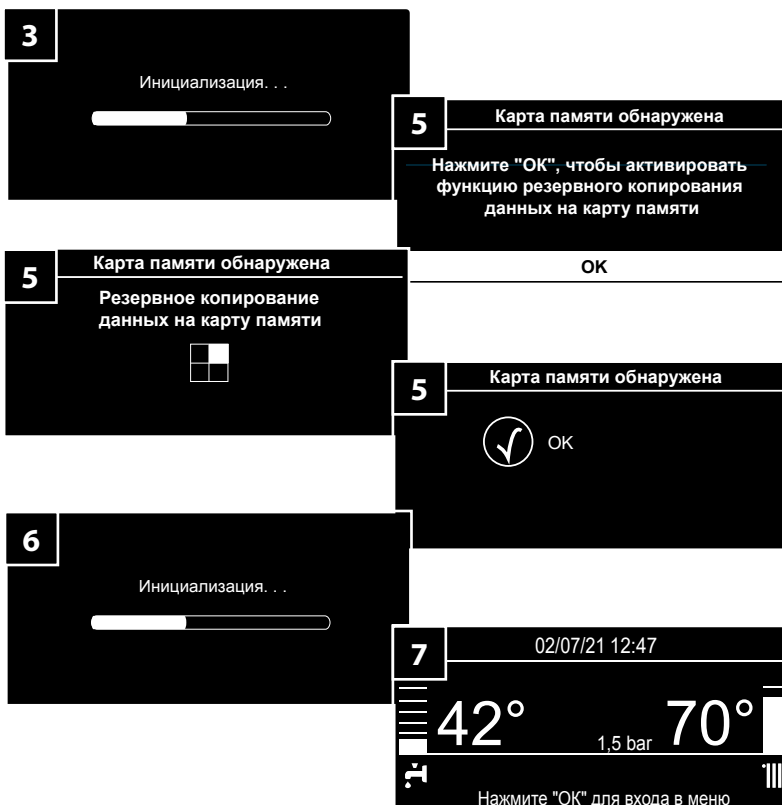 3
Инициализация. . .
5
Карта памяти обнаружена
Нажмите "ОК", чтобы активировать
функцию резервного копирования
данных на карту памяти
ОК
5
Карта памяти обнаружена
Резервное копирование
данных на карту памяти
5
Карта памяти обнаружена
ОК
6
Инициализация. . .
7
02/07/21 12:47
42°
1,5 bar
70°
Нажмите "ОК" для входа в меню